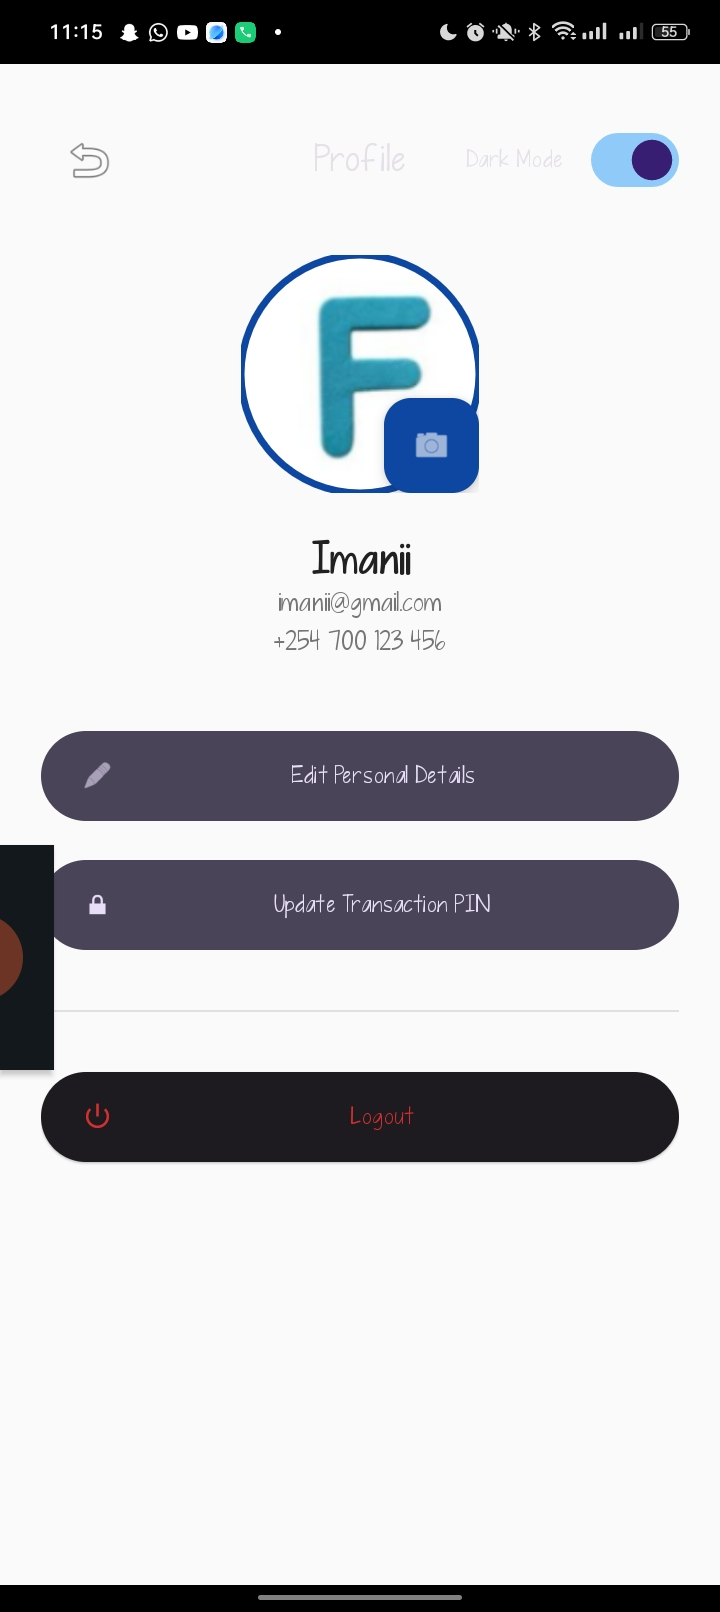 11:15
55
Profile
Dark Mode
F
Imanii
imanii@gmail.com
+254 700 123 456
Edit Personal Details
Update Transaction PIN
Logout